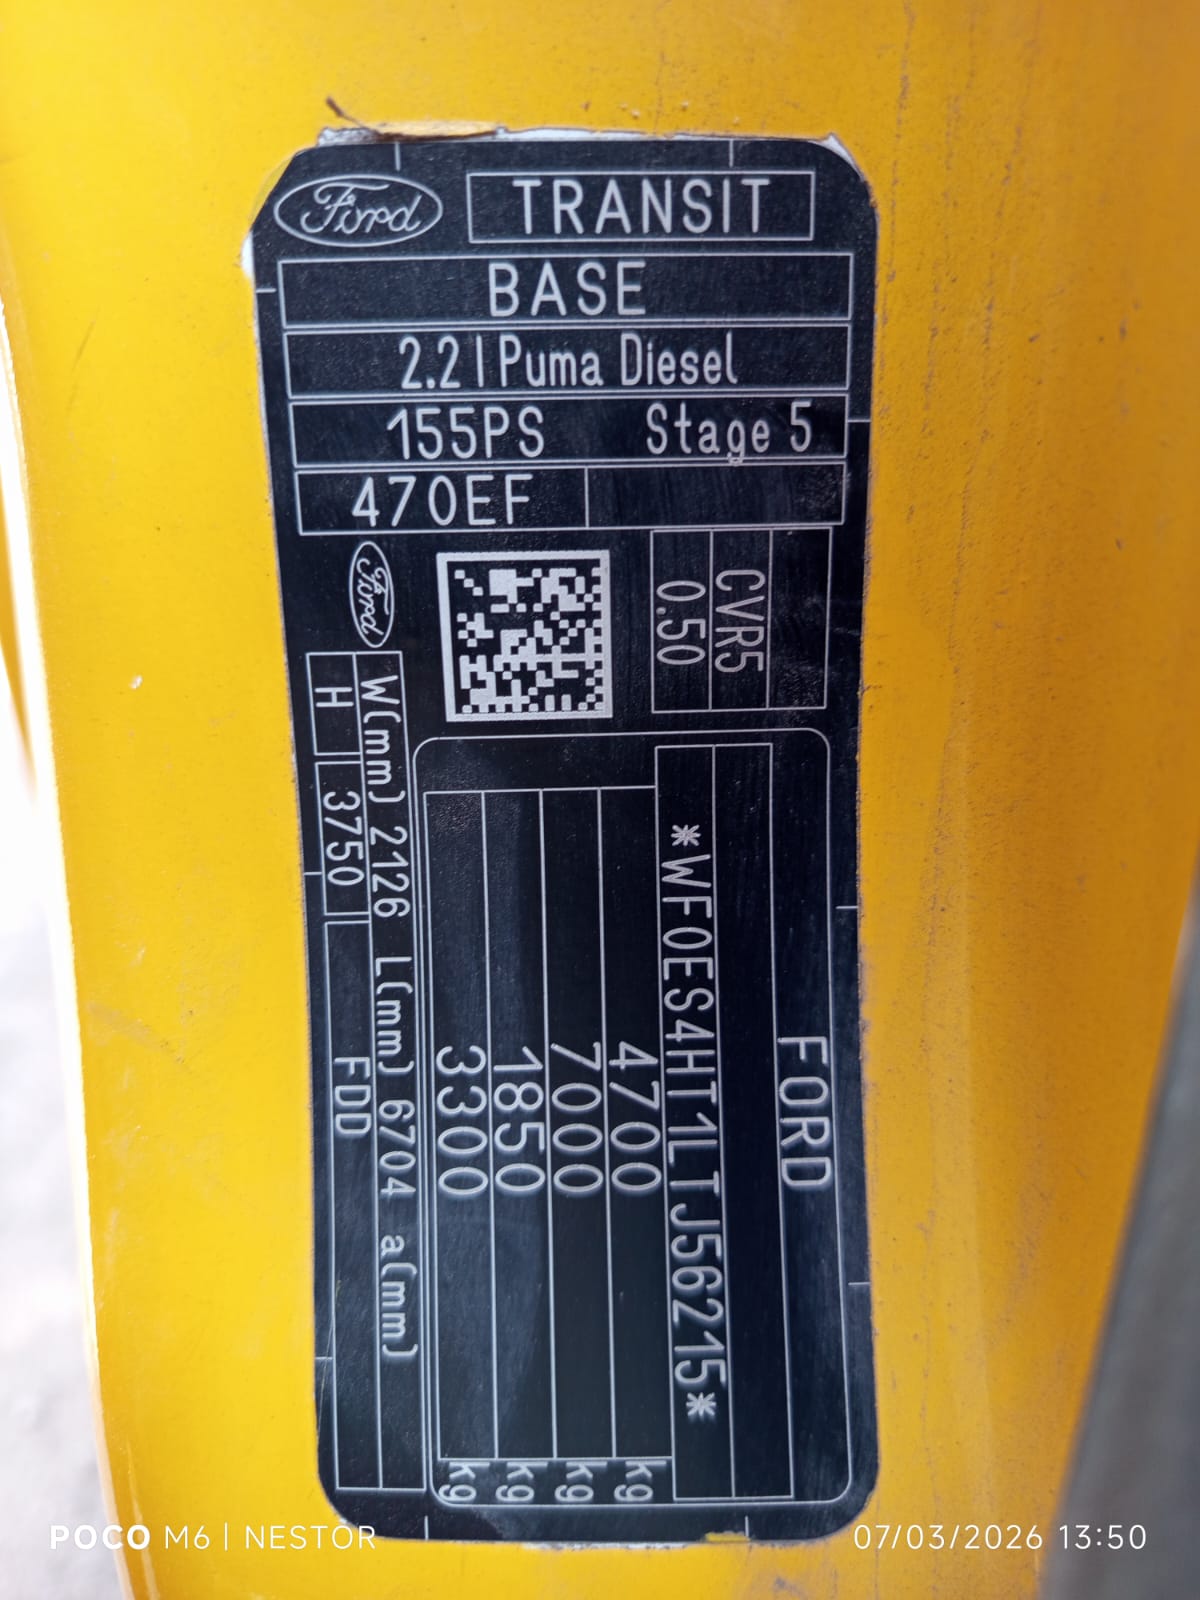 Ford TRANSIT
BASE
2.2l Puma Diesel
155PS Stage 5
470EF
CVR5
0.50
Ford
FORD
*WF0ES4HT1LTJ56215*
4700 kg
7000 kg
1850 kg
3300 kg
W(mm) 2126 L(mm) 6704 a(mm)
H 3750 FDD
POCO M6 | NESTÖR 07/03/2026 13:50